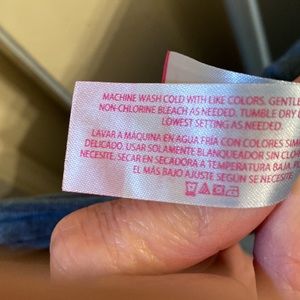 MACHINE WASH COLD WITH LIKE COLORS. GENTLE
NON-CHLORINE BLEACH AS NEEDED. TUMBLE DRY
LOWEST SETTING AS NEEDED.
LAVAR A MAQUINA EN AGUA FRÍA CON COLORES
DELICADO. USAR SOLAMENTE BLANQUEADOR SIN
NECESITE. SECAR EN SECADORA A TEMPERATURA BAJA.
EL MÁS BAJO AJUSTE SEGÚN SE NECESITE